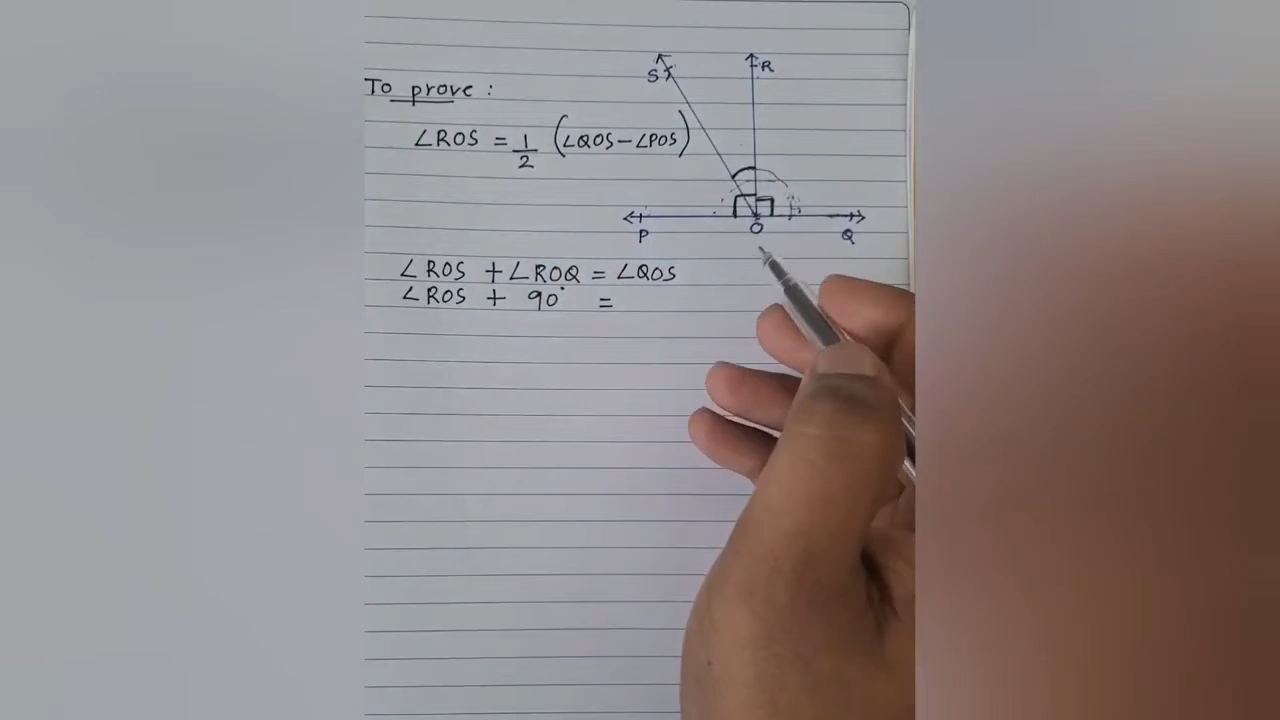 To prove :
∠ROS = 1/2 (∠QOS - ∠POS)
S
R
P
O
Q
∠ROS + ∠ROQ = ∠QOS
∠ROS + 90° =